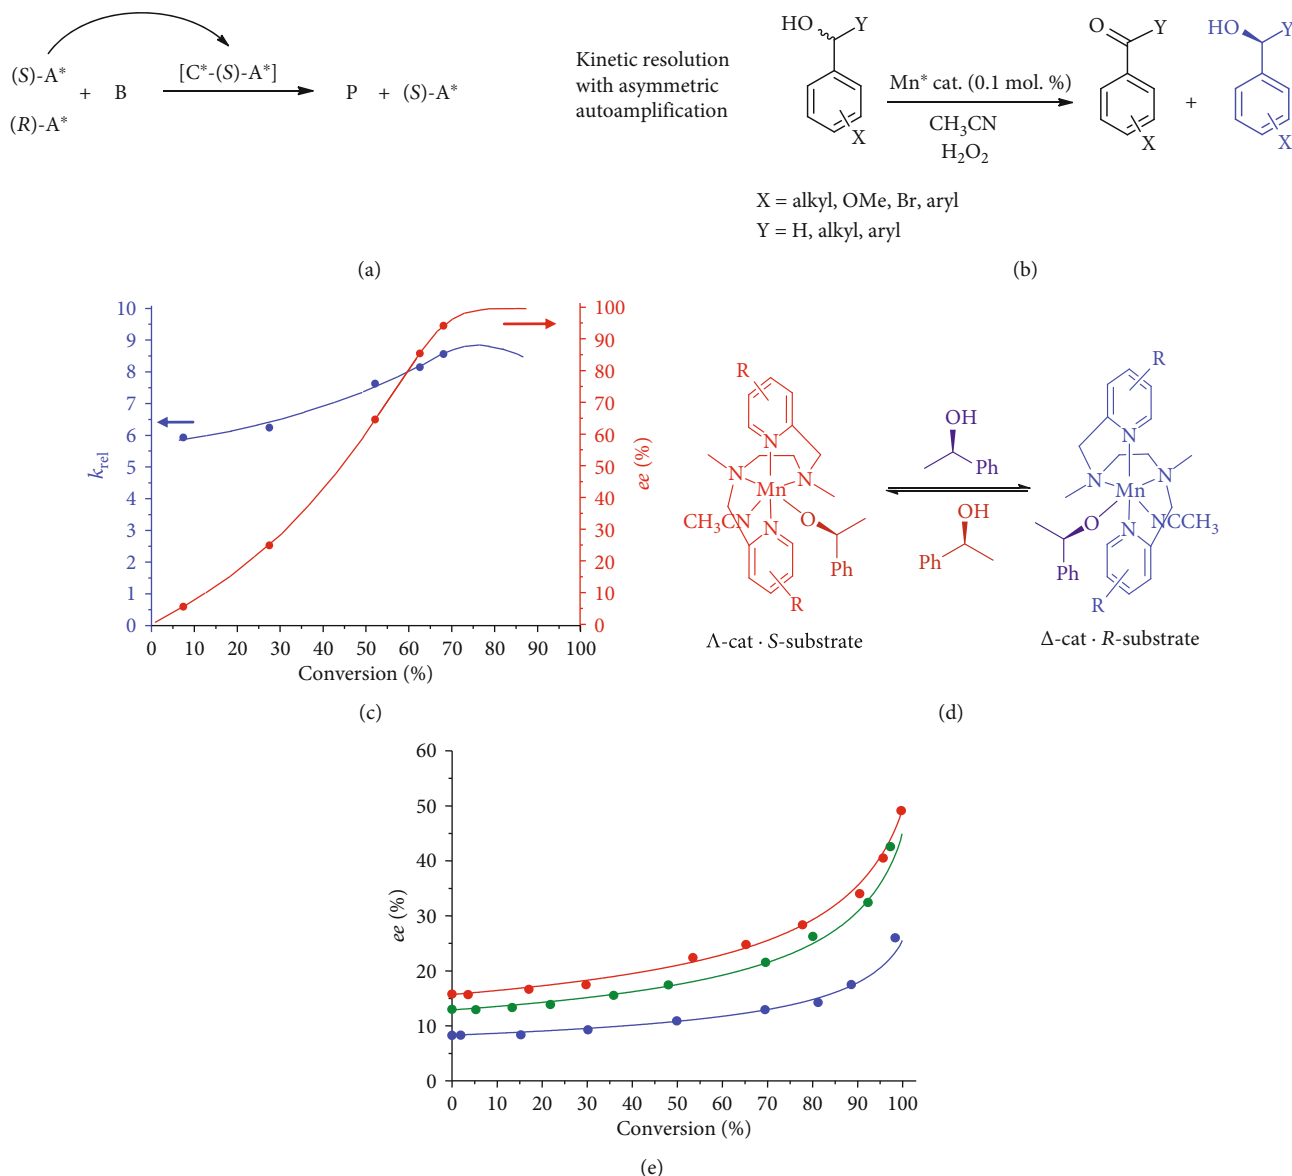 (S)-A*
+ B
(R)-A*
[C*-(S)-A*]
P + (S)-A*
(a)
Kinetic resolution
with asymmetric
autoamplification
HO Y
X
Mn* cat. (0.1 mol. %)
CH₃CN
H₂O₂
O Y
X
+
HO Y
X
X = alkyl, OMe, Br, aryl
Y = H, alkyl, aryl
(b)
10
9
8
7
6
5
4
3
2
1
0
k_rel
100
90
80
70
60
50
40
30
20
10
0
ee (%)
0 10 20 30 40 50 60 70 80 90 100
Conversion (%)
(c)
R
N
N
N
Mn
CH₃CN
O
N
Ph
R
Λ-cat · S-substrate
OH
Ph
OH
Ph
R
N
N
N
Mn
O
N
NCCH₃
Ph
R
Δ-cat · R-substrate
(d)
60
50
40
30
20
10
0
ee (%)
0 10 20 30 40 50 60 70 80 90 100
Conversion (%)
(e)